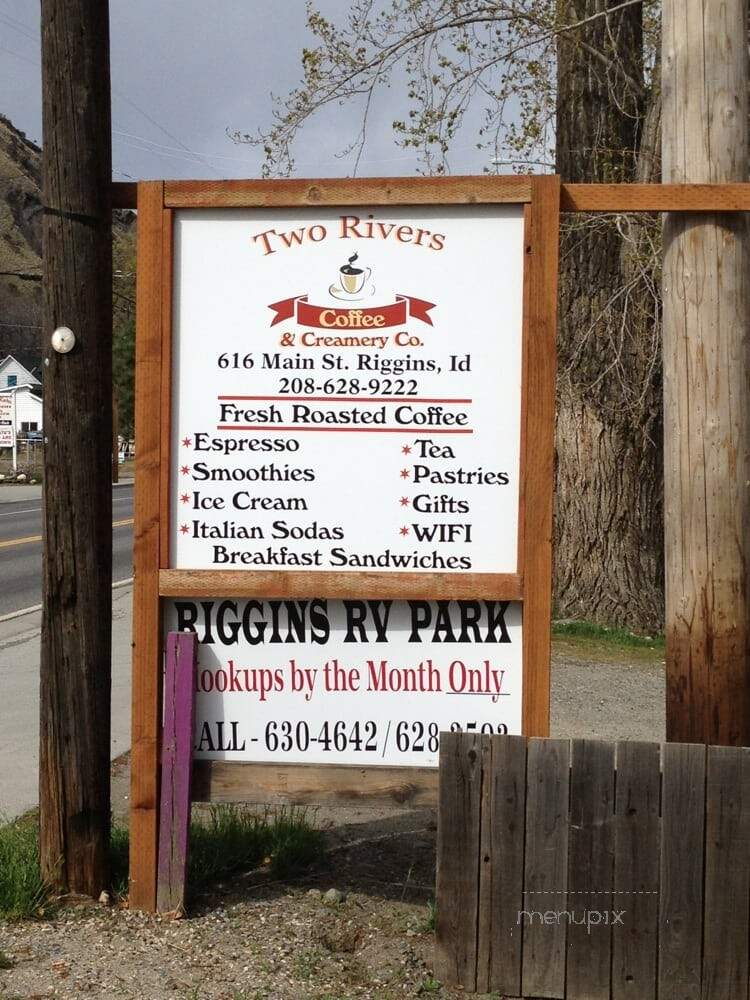 Two Rivers
Coffee
& Creamery Co.
616 Main St. Riggins, Id
208-628-9222
Fresh Roasted Coffee
*Espresso
*Smoothies
*Ice Cream
*Italian Sodas
*Tea
*Pastries
*Gifts
*WIFI
Breakfast Sandwiches
RIGGINS RV PARK
Hookups by the Month Only
CALL - 630-4642 / 628
menupix